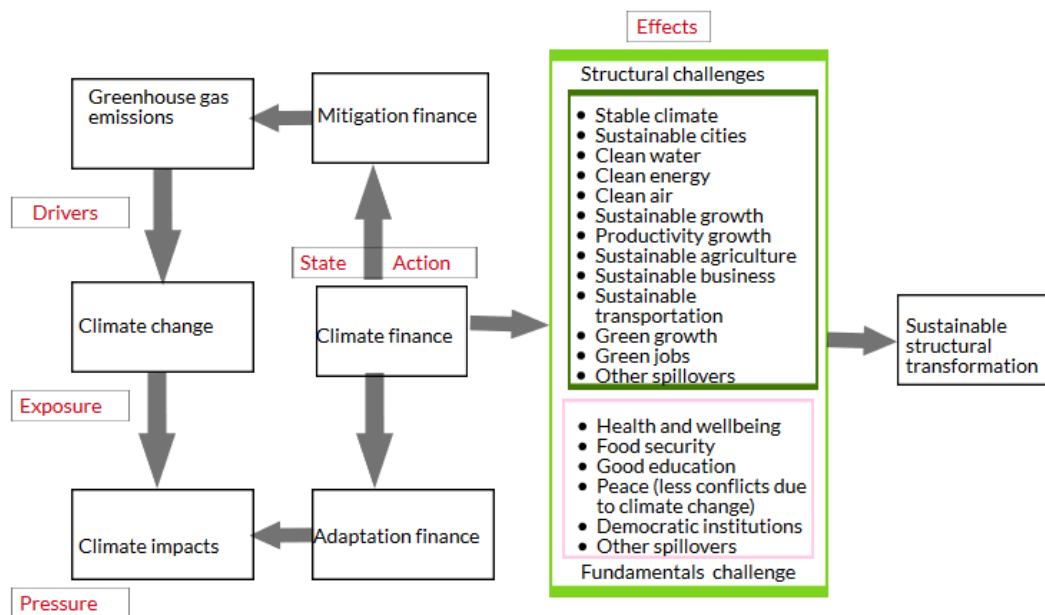 Effects
Structural challenges
Greenhouse gas
emissions
Mitigation finance
Stable climate
Sustainable cities
Clean water
Clean energy
Clean air
Sustainable growth
Productivity growth
Sustainable agriculture
Sustainable business
Sustainable
transportation
Green growth
Green jobs
Other spillovers
Drivers
State
Action
Climate change
Climate finance
Sustainable
structural
transformation
Exposure
Health and wellbeing
Food security
Good education
Peace (less conflicts due
to climate change)
Democratic institutions
Other spillovers
Climate impacts
Adaptation finance
Fundamentals challenge
Pressure